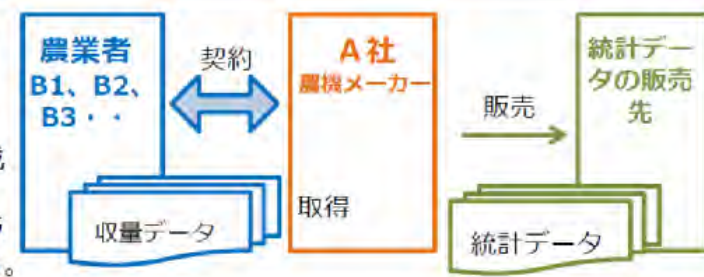 農業者
B1、B2、
B3・・
契約
A社
農機メーカー
販売
統計デー
タの販売
先
収量データ
取得
統計データ
。